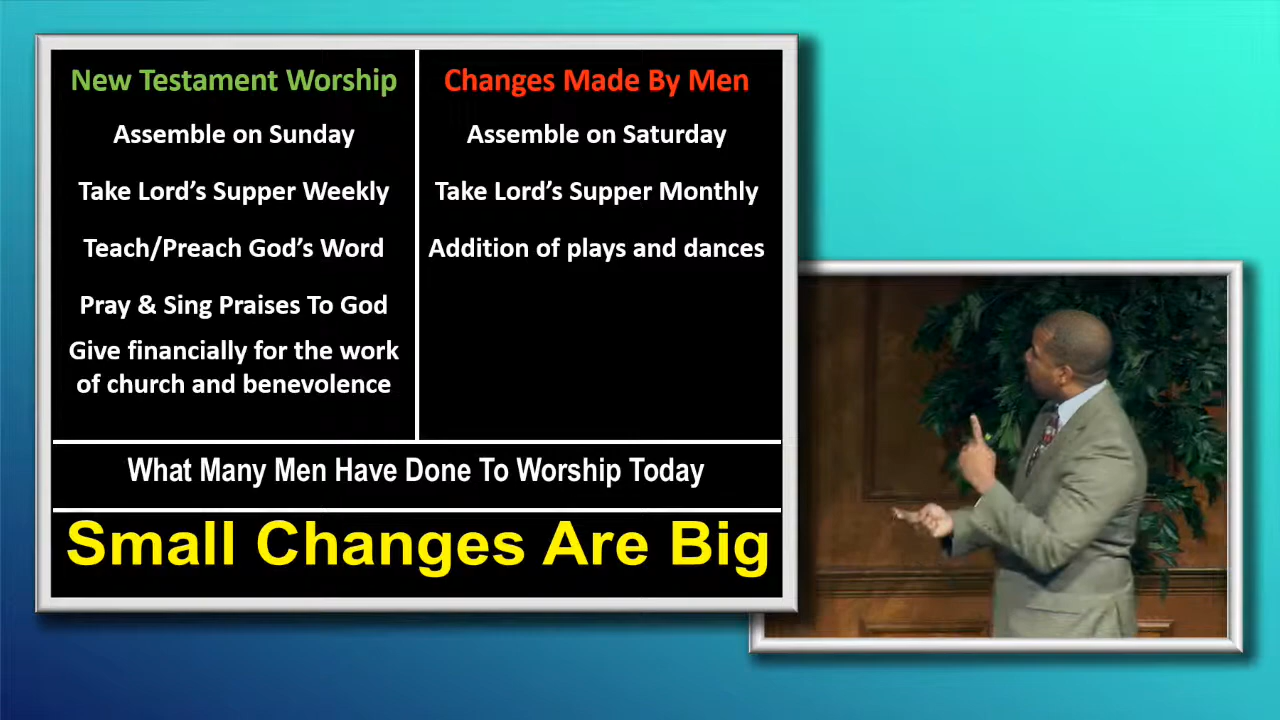 New Testament Worship
Assemble on Sunday
Take Lord's Supper Weekly
Teach/Preach God's Word
Pray & Sing Praises To God
Give financially for the work
of church and benevolence
Changes Made By Men
Assemble on Saturday
Take Lord's Supper Monthly
Addition of plays and dances
What Many Men Have Done To Worship Today
Small Changes Are Big